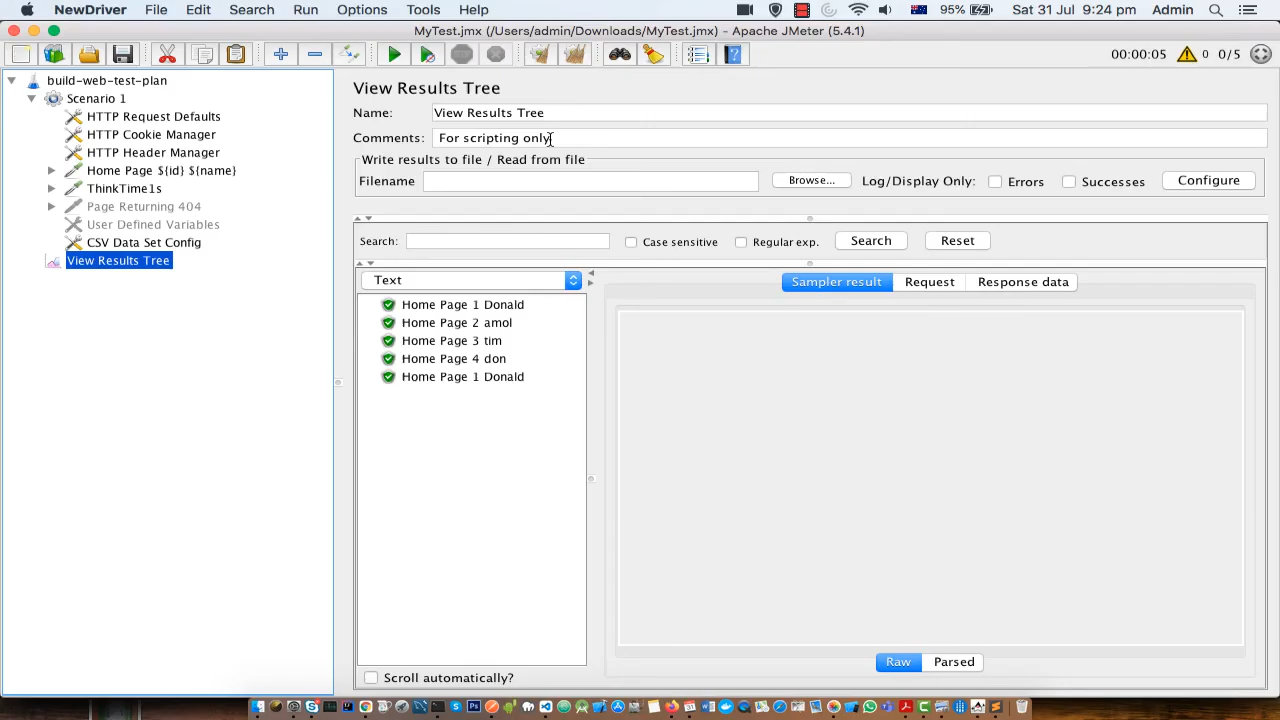 NewDriver File Edit Search Run Options Tools Help 95% Sat 31 Jul 9:24 pm Admin
MyTest.jmx (/Users/admin/Downloads/MyTest.jmx) - Apache JMeter (5.4.1)
00:00:05 0 0/5
build-web-test-plan
Scenario 1
HTTP Request Defaults
HTTP Cookie Manager
HTTP Header Manager
Home Page ${id} ${name}
ThinkTime1s
Page Returning 404
User Defined Variables
CSV Data Set Config
View Results Tree
View Results Tree
Name: View Results Tree
Comments: For scripting only
Write results to file / Read from file
Filename Browse... Log/Display Only: Errors Successes Configure
Search: Case sensitive Regular exp. Search Reset
Text
Home Page 1 Donald
Home Page 2 amol
Home Page 3 tim
Home Page 4 don
Home Page 1 Donald
Scroll automatically?
Sampler result Request Response data
Raw Parsed